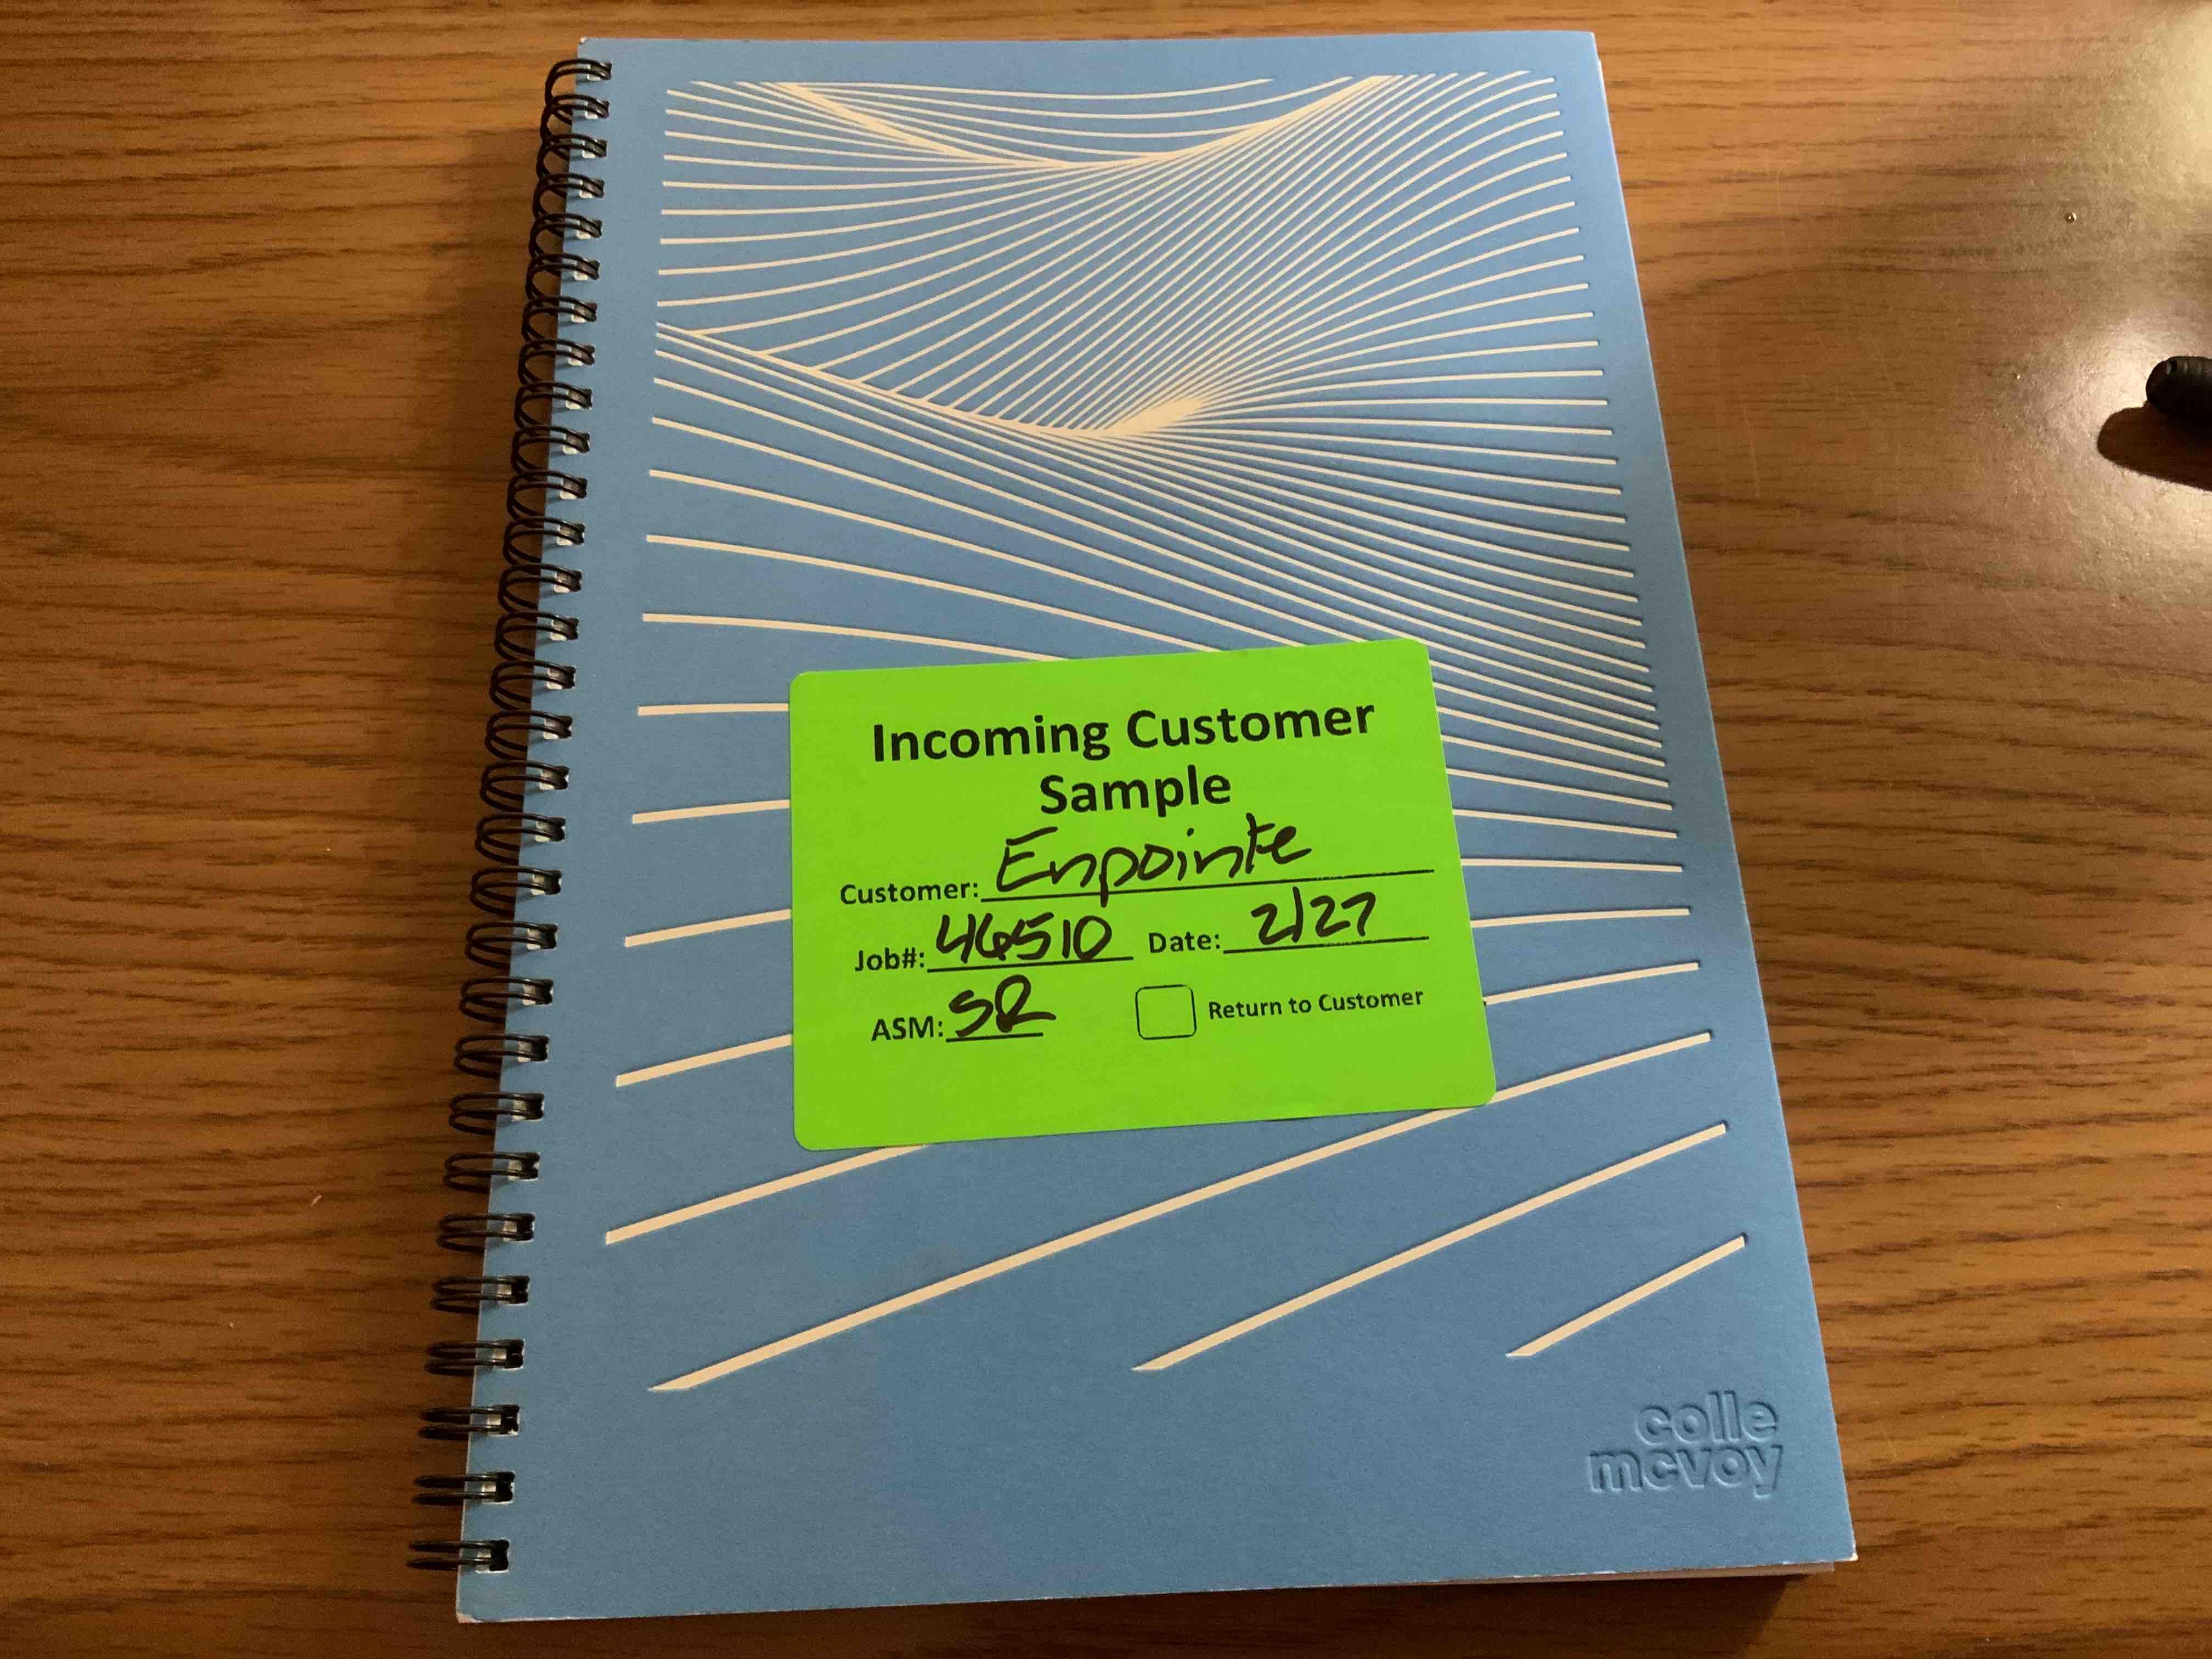 Incoming Customer
Sample
Customer: Enpointe
Job#: 46510 Date: 2/27
ASM: SR Return to Customer
colle
mcvoy